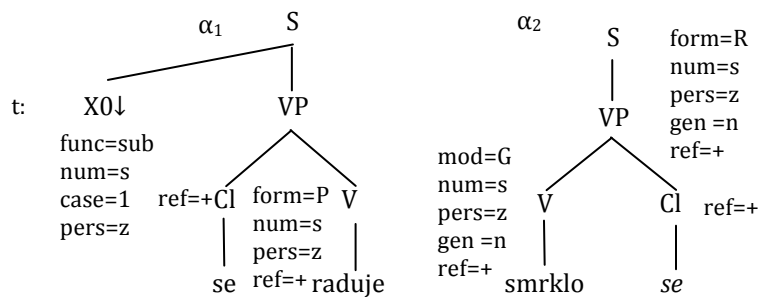 α1 S
α2 S
form=R
num=s
pers=z
gen =n
ref=+
t: X0↓ VP
func=sub
num=s
case=1
pers=z
VP
ref=+Cl
form=P
num=s
pers=z
ref=+
V
mod=G
num=s
pers=z
gen =n
ref=+
V
Cl ref=+
se raduje
smrklo se